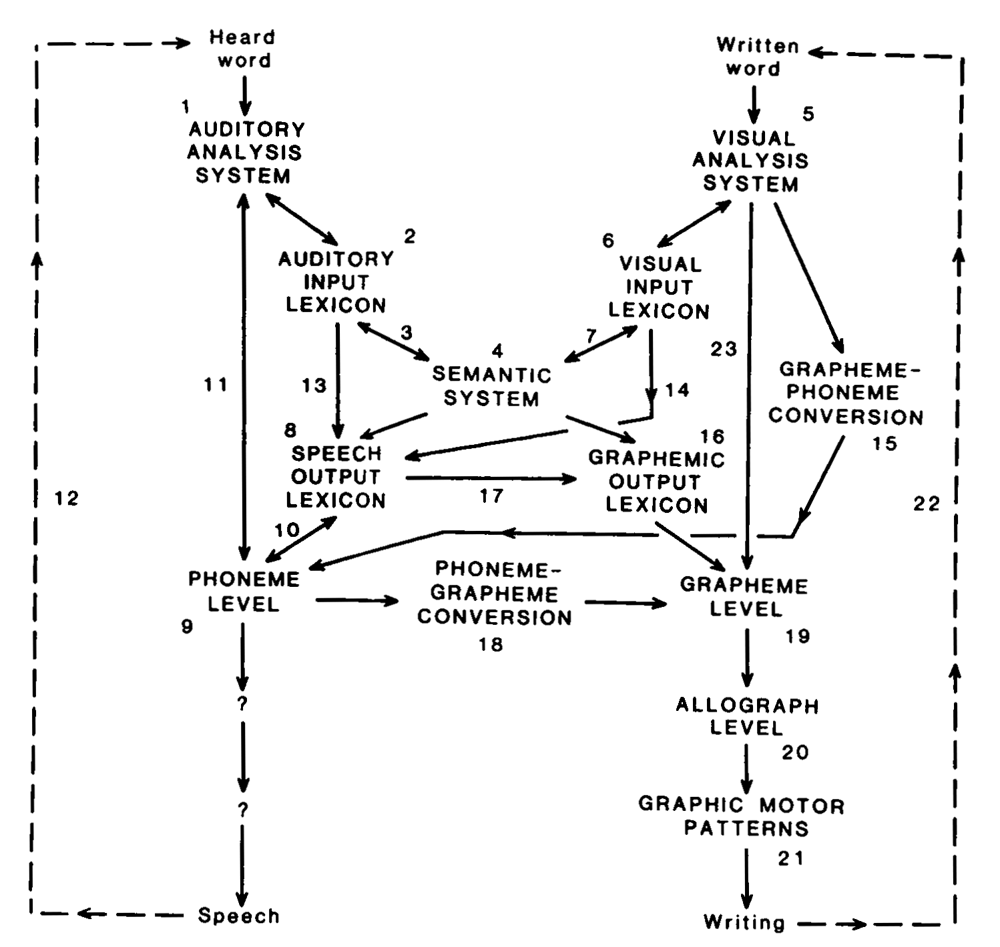 Heard
word
Written
word
1
AUDITORY
ANALYSIS
SYSTEM
5
VISUAL
ANALYSIS
SYSTEM
2
AUDITORY
INPUT
LEXICON
6
VISUAL
INPUT
LEXICON
3
7
4
SEMANTIC
SYSTEM
23
GRAPHEME-
PHONEME
CONVERSION
15
11
13
14
8
SPEECH
OUTPUT
LEXICON
16
GRAPHEMIC
OUTPUT
LEXICON
17
12
22
10
PHONEME
LEVEL
9
PHONEME-
GRAPHEME
CONVERSION
18
GRAPHEME
LEVEL
19
?
ALLOGRAPH
LEVEL
20
?
GRAPHIC MOTOR
PATTERNS
21
Speech
Writing